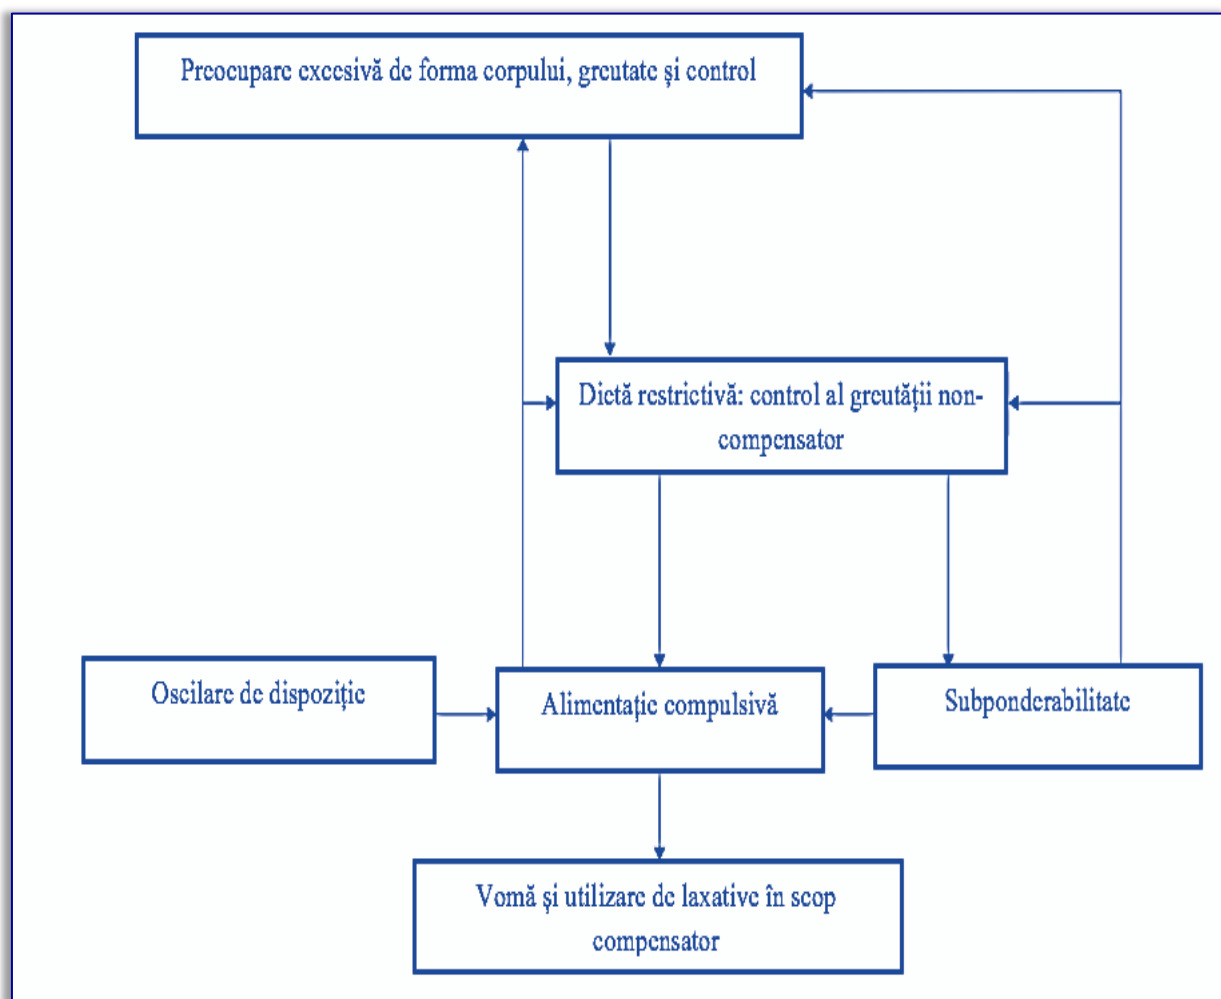 Preocupare excesivă de forma corpului, greutate și control
Dietă restrictivă: control al greutății non-
compensator
Oscilare de dispoziție
Alimentație compulsivă
Subponderabilitate
Vomă și utilizare de laxative în scop
compensator